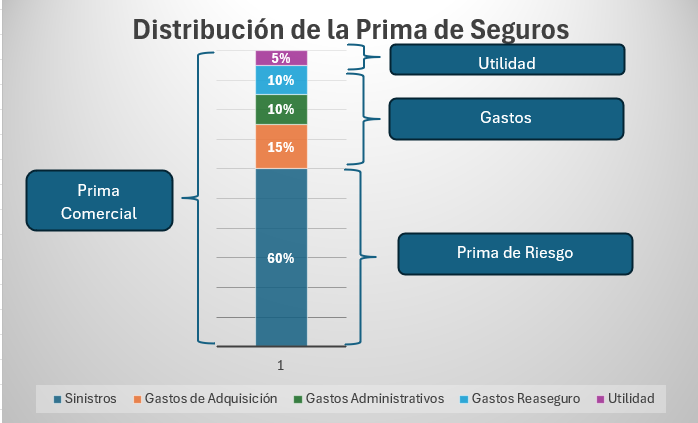 Distribución de la Prima de Seguros
5%
Utilidad
10%
10%
Gastos
15%
Prima
Comercial
60%
Prima de Riesgo
1
Sinistros
Gastos de Adquisición
Gastos Administrativos
Gastos Reaseguro
Utilidad